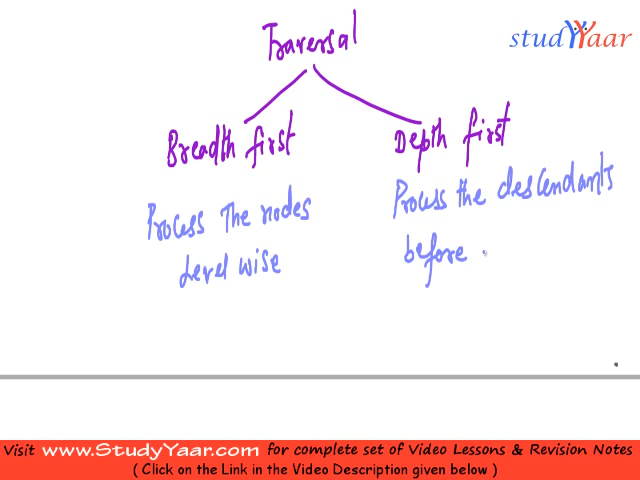 Traversal
studYYaar
Breadth first
Depth first
Process The nodes
Level wise
Process the descendants
before
Visit www.StudyYaar.com for complete set of Video Lessons & Revision Notes
( Click on the Link in the Video Description given below )